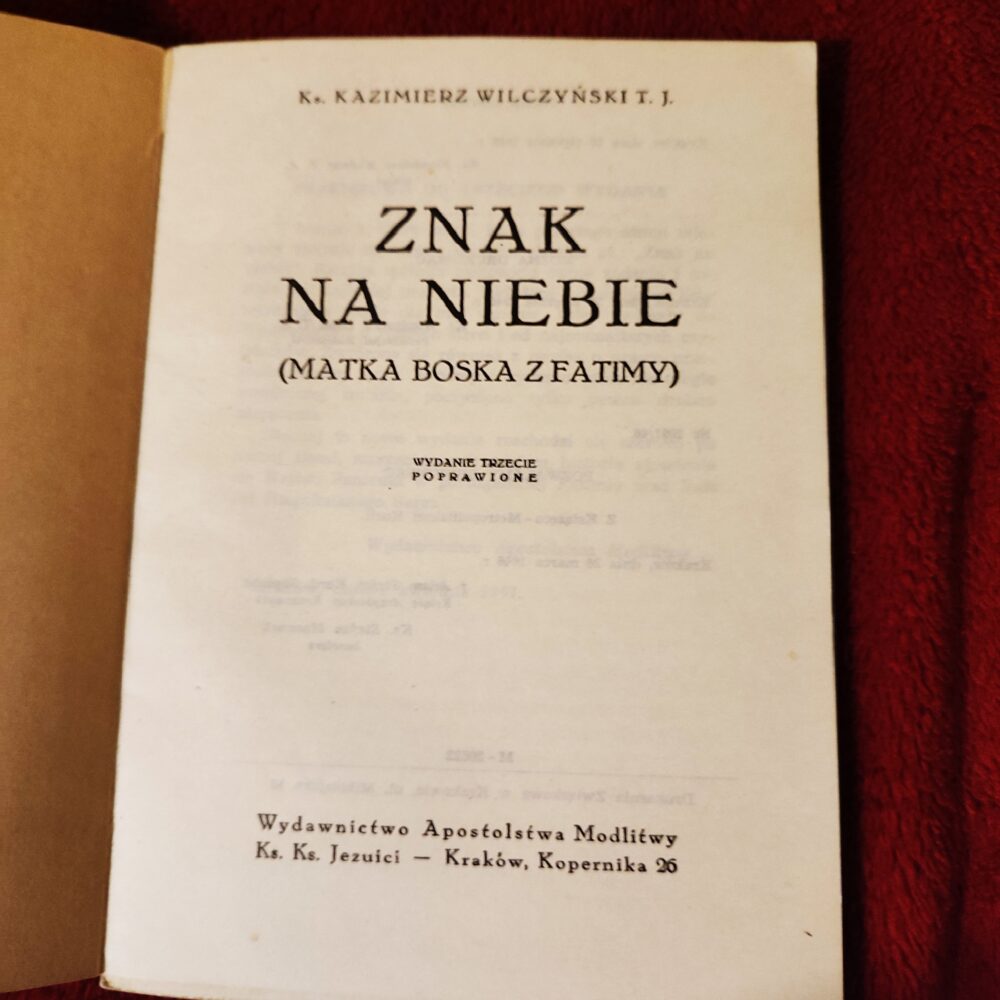 Ks. KAZIMIERZ WILCZYŃSKI T. J.
ZNAK
NA NIEBIE
(MATKA BOSKA Z FATIMY)
WYDANIE TRZECIE
POPRAWIONE
Wydawnictwo Apostolstwa Modlitwy
Ks. Ks. Jezuici — Kraków, Kopernika 26